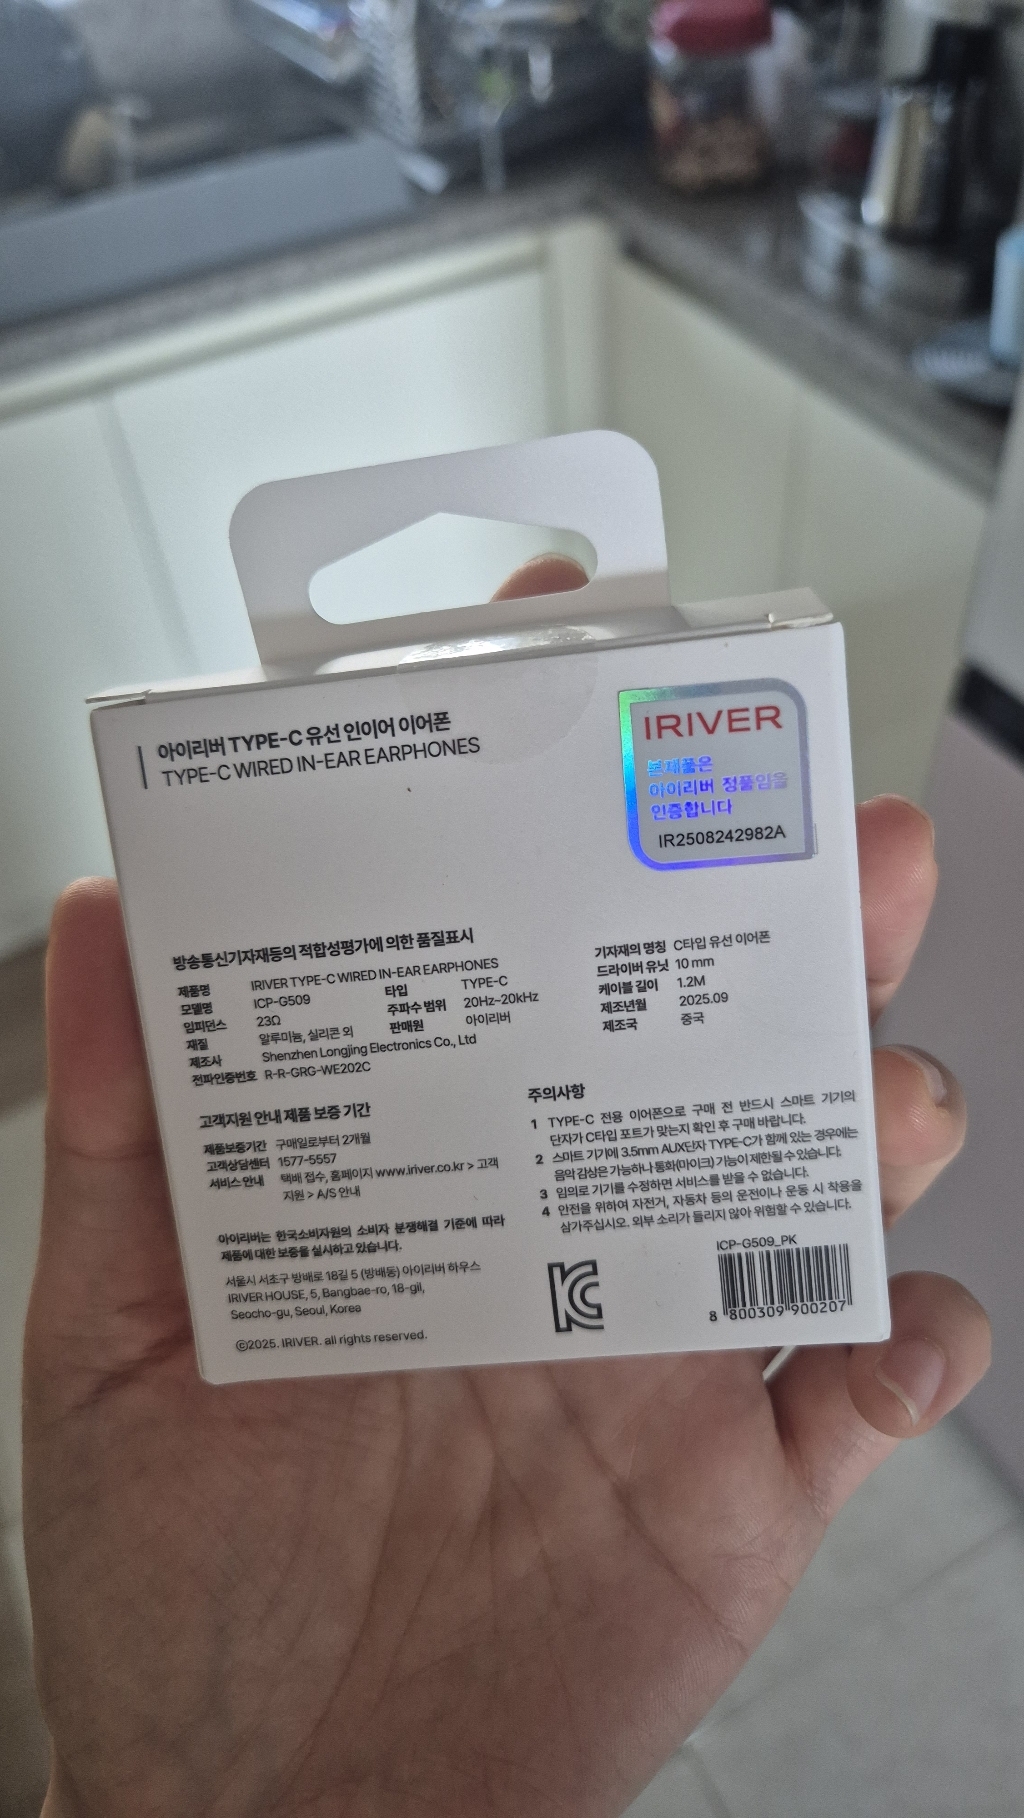 아이리버 TYPE-C 유선 인이어 이어폰
TYPE-C WIRED IN-EAR EARPHONES
IRIVER
본제품은
아이리버 정품임을
인증합니다
IR2508242982A
방송통신기자재등의 적합성평가에 의한 품질표시
제품명 IRIVER TYPE-C WIRED IN-EAR EARPHONES
모델명 ICP-G509 타입 TYPE-C
임피던스 23Ω 주파수 범위 20Hz~20kHz
재질 알루미늄, 실리콘 외 판매원 아이리버
제조사 Shenzhen Longjing Electronics Co., Ltd
전파인증번호 R-R-GRG-WE202C
기자재의 명칭 C타입 유선 이어폰
드라이버 유닛 10 mm
케이블 길이 1.2M
제조년월 2025.09
제조국 중국
고객지원 안내 제품 보증 기간
제품보증기간 구매일로부터 2개월
고객상담센터 1577-5557
서비스 안내 택배 접수, 홈페이지 www.iriver.co.kr > 고객
지원 > A/S 안내
아이리버는 한국소비자원의 소비자 분쟁해결 기준에 따라
제품에 대한 보증을 실시하고 있습니다.
서울시 서초구 방배로 18길 5 (방배동) 아이리버 하우스
IRIVER HOUSE, 5, Bangbae-ro, 18-gil,
Seocho-gu, Seoul, Korea
ⓒ2025. IRIVER. all rights reserved.
주의사항
1 TYPE-C 전용 이어폰으로 구매 전 반드시 스마트 기기의
단자가 C타입 포트가 맞는지 확인 후 구매 바랍니다.
2 스마트 기기에 3.5mm AUX단자 TYPE-C가 함께 있는 경우에는
음악 감상은 가능하나 통화(마이크) 기능이 제한될 수 있습니다.
3 임의로 기기를 수정하면 서비스를 받을 수 없습니다.
4 안전을 위하여 자전거, 자동차 등의 운전이나 운동 시 착용을
삼가주십시오. 외부 소리가 들리지 않아 위험할 수 있습니다.
KC
ICP-G509_PK
8 800309 900207